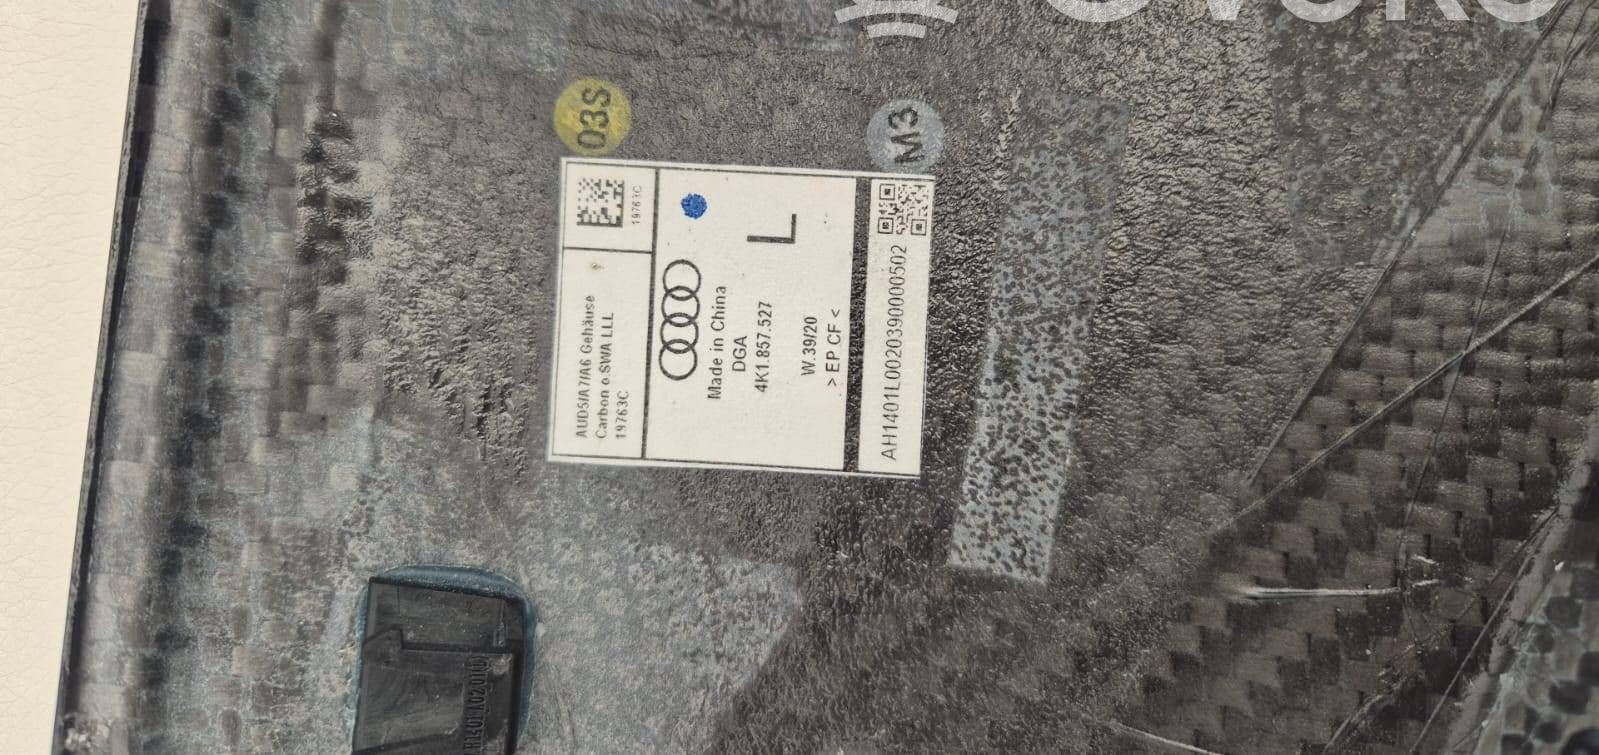 03S
M3
19763C
AUD5/A7/A6 Gehäuse
Carbon o.SWA LLL
19763C
Made in China
DGA
4K1.857.527
L
W.39/20
> EP CF <
AH1401L0020390000502